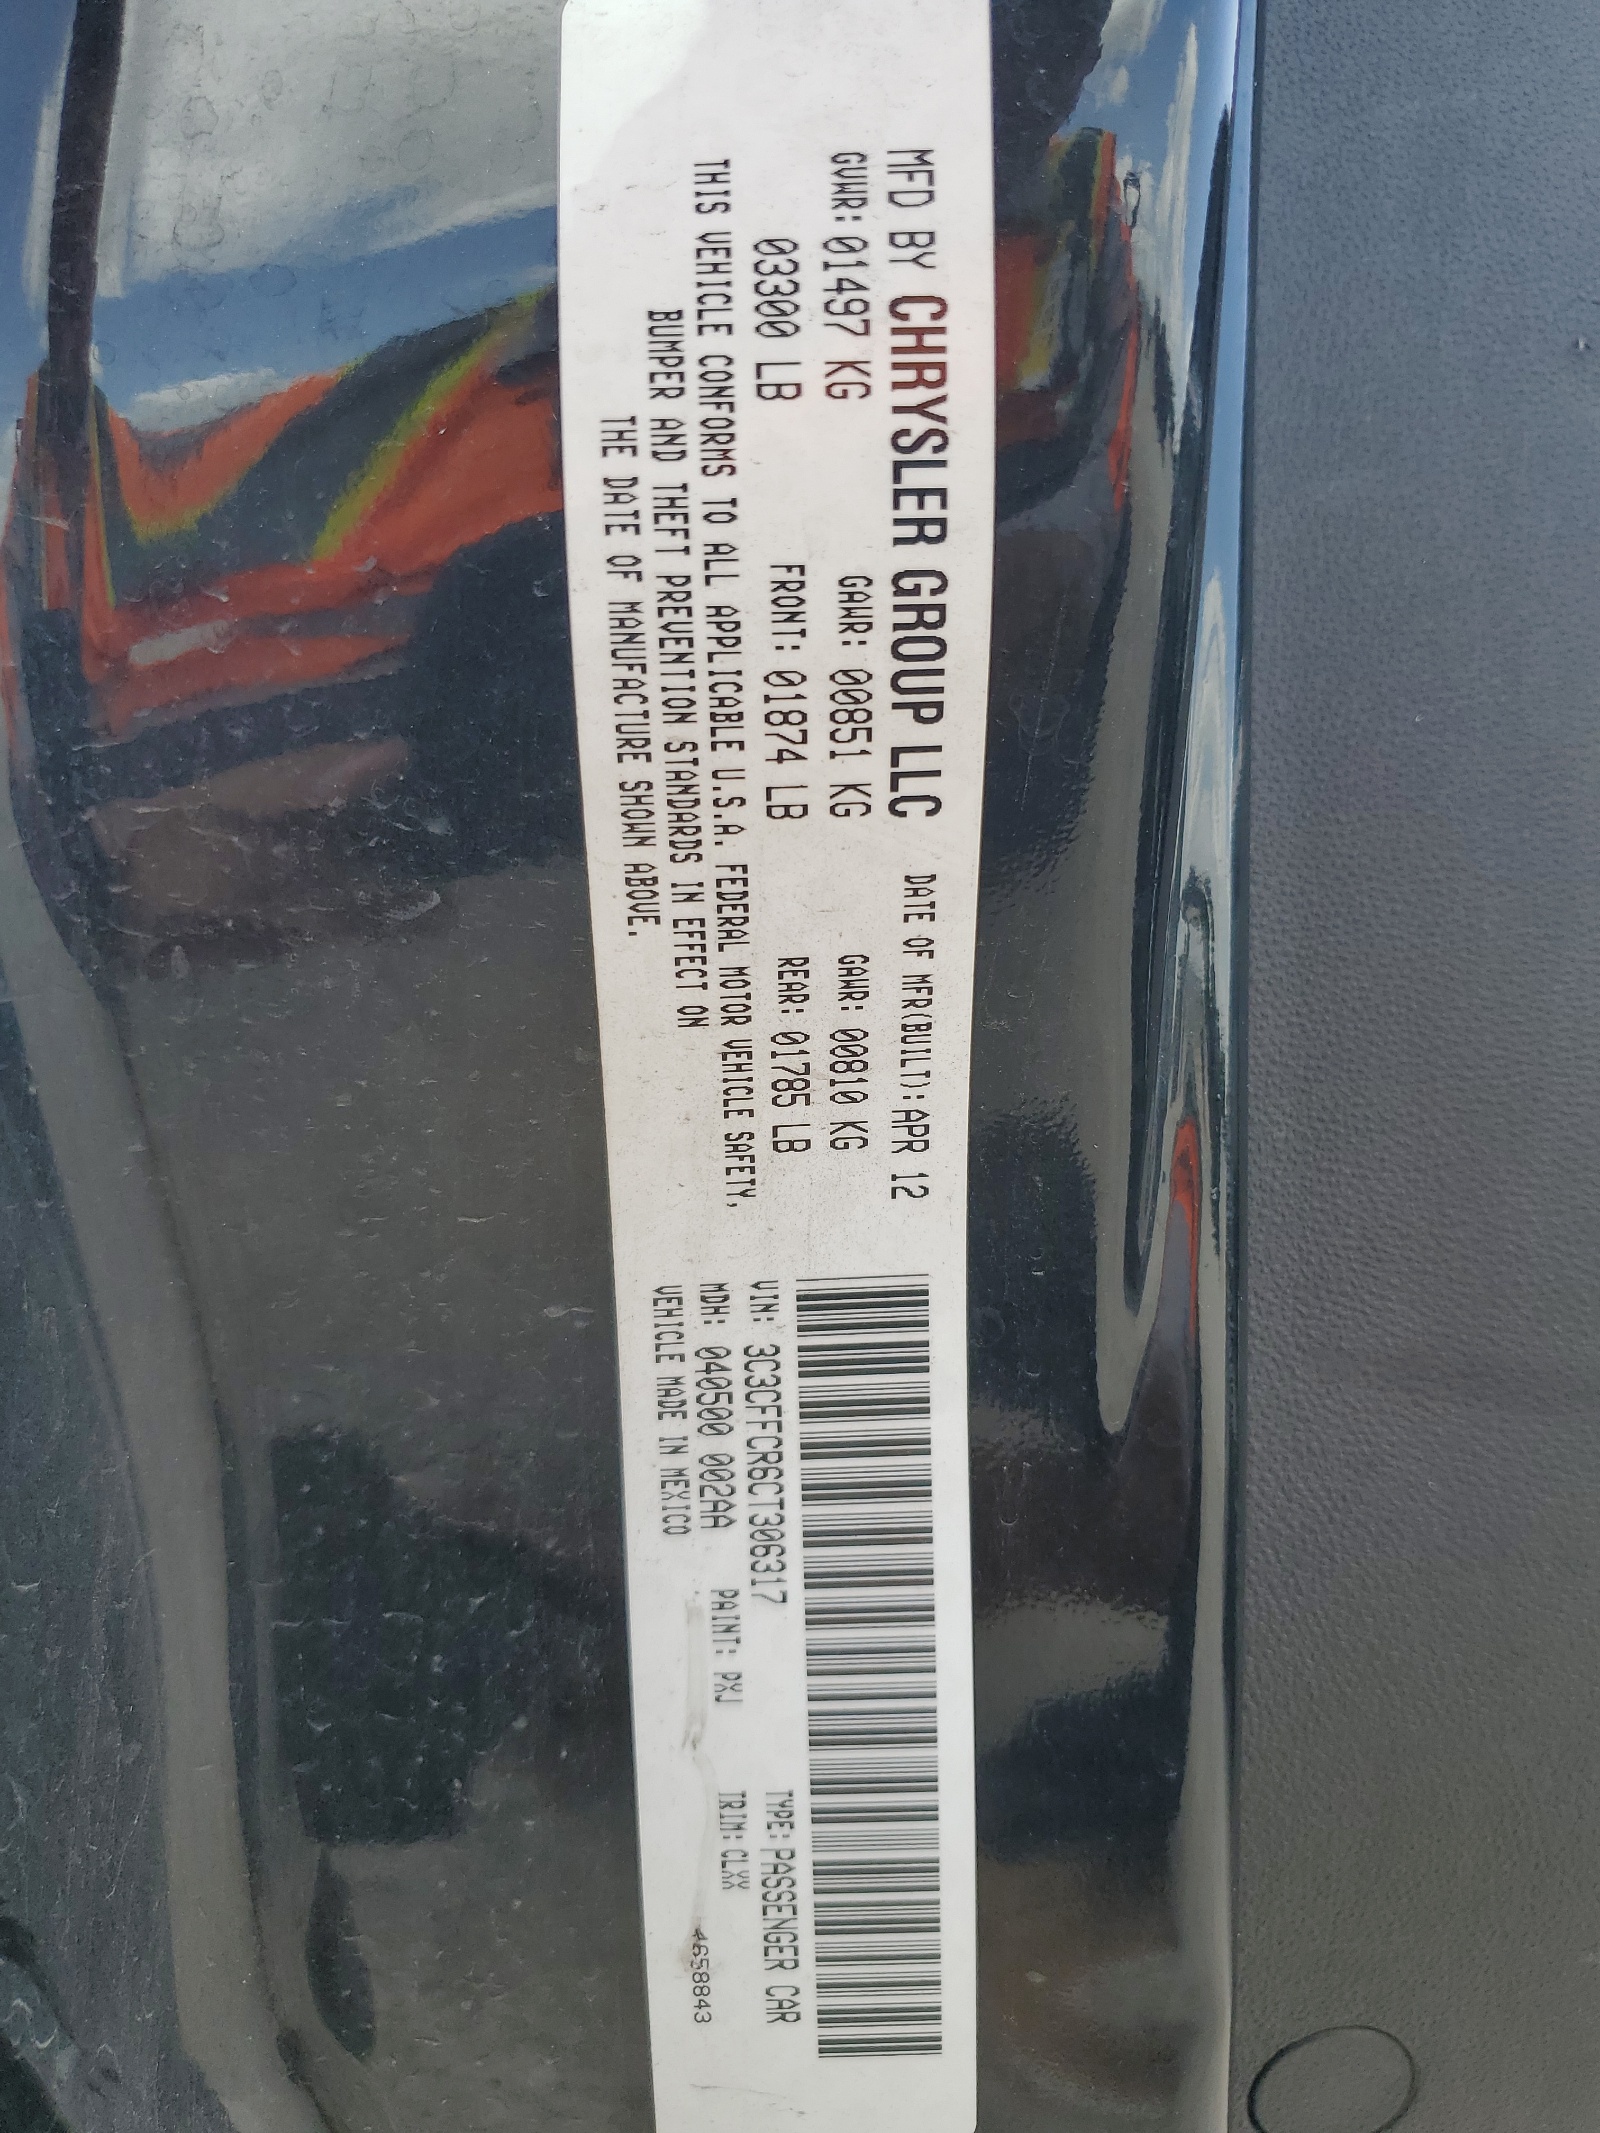 MFD BY CHRYSLER GROUP LLC DATE OF MFR(BUILT): APR 12
GVWR: 01497 KG GAWR: 00851 KG GAWR: 00810 KG
03300 LB FRONT: 01874 LB REAR: 01785 LB
THIS VEHICLE CONFORMS TO ALL APPLICABLE U.S.A. FEDERAL MOTOR VEHICLE SAFETY,
BUMPER AND THEFT PREVENTION STANDARDS IN EFFECT ON
THE DATE OF MANUFACTURE SHOWN ABOVE.
VIN: 3C3CFFCR6CT306317 TYPE: PASSENGER CAR
MDH: 040500 002AA PAINT: PXJ TRIM: CLXX
VEHICLE MADE IN MEXICO 4658843